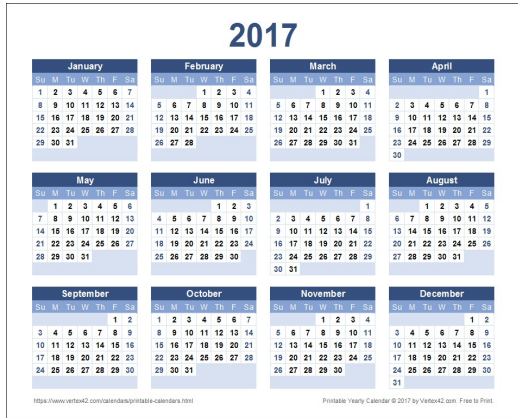 2017
January February March April
Su M Tu W Th F Sa Su M Tu W Th F Sa Su M Tu W Th F Sa Su M Tu W Th F Sa
1 2 3 4 5 6 7 1 2 3 4 1 2 3 4 1
8 9 10 11 12 13 14 5 6 7 8 9 10 11 5 6 7 8 9 10 11 2 3 4 5 6 7 8
15 16 17 18 19 20 21 12 13 14 15 16 17 18 12 13 14 15 16 17 18 9 10 11 12 13 14 15
22 23 24 25 26 27 28 19 20 21 22 23 24 25 19 20 21 22 23 24 25 16 17 18 19 20 21 22
29 30 31 26 27 28 26 27 28 29 30 31 23 24 25 26 27 28 29
30
May June July August
Su M Tu W Th F Sa Su M Tu W Th F Sa Su M Tu W Th F Sa Su M Tu W Th F Sa
1 2 3 4 5 6 1 2 3 1 1 2 3 4 5
7 8 9 10 11 12 13 4 5 6 7 8 9 10 2 3 4 5 6 7 8 6 7 8 9 10 11 12
14 15 16 17 18 19 20 11 12 13 14 15 16 17 9 10 11 12 13 14 15 13 14 15 16 17 18 19
21 22 23 24 25 26 27 18 19 20 21 22 23 24 16 17 18 19 20 21 22 20 21 22 23 24 25 26
28 29 30 31 25 26 27 28 29 30 23 24 25 26 27 28 29 27 28 29 30 31
30 31
September October November December
Su M Tu W Th F Sa Su M Tu W Th F Sa Su M Tu W Th F Sa Su M Tu W Th F Sa
1 2 1 2 3 4 5 6 7 1 2 3 4 1 2
3 4 5 6 7 8 9 8 9 10 11 12 13 14 5 6 7 8 9 10 11 3 4 5 6 7 8 9
10 11 12 13 14 15 16 15 16 17 18 19 20 21 12 13 14 15 16 17 18 10 11 12 13 14 15 16
17 18 19 20 21 22 23 22 23 24 25 26 27 28 19 20 21 22 23 24 25 17 18 19 20 21 22 23
24 25 26 27 28 29 30 29 30 31 26 27 28 29 30 24 25 26 27 28 29 30
31
https://www.vertex42.com/calendars/printable-calendars.html Printable Yearly Calendar © 2017 by Vertex42.com. Free to Print.